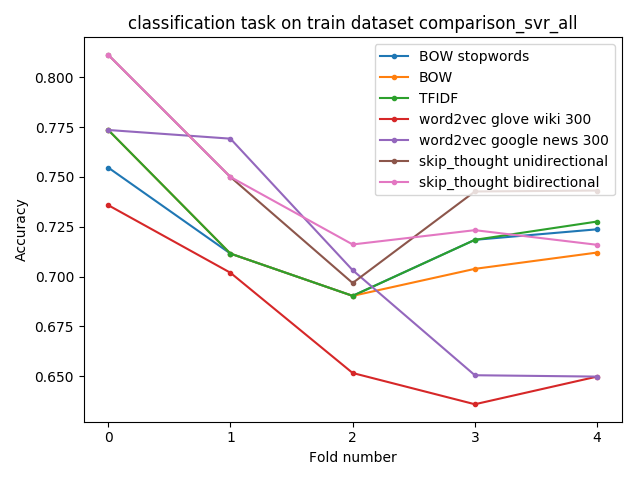 classification task on train dataset comparison_svr_all
BOW stopwords
BOW
TFIDF
word2vec glove wiki 300
word2vec google news 300
skip_thought unidirectional
skip_thought bidirectional
Accuracy
0.800
0.775
0.750
0.725
0.700
0.675
0.650
0 1 2 3 4
Fold number